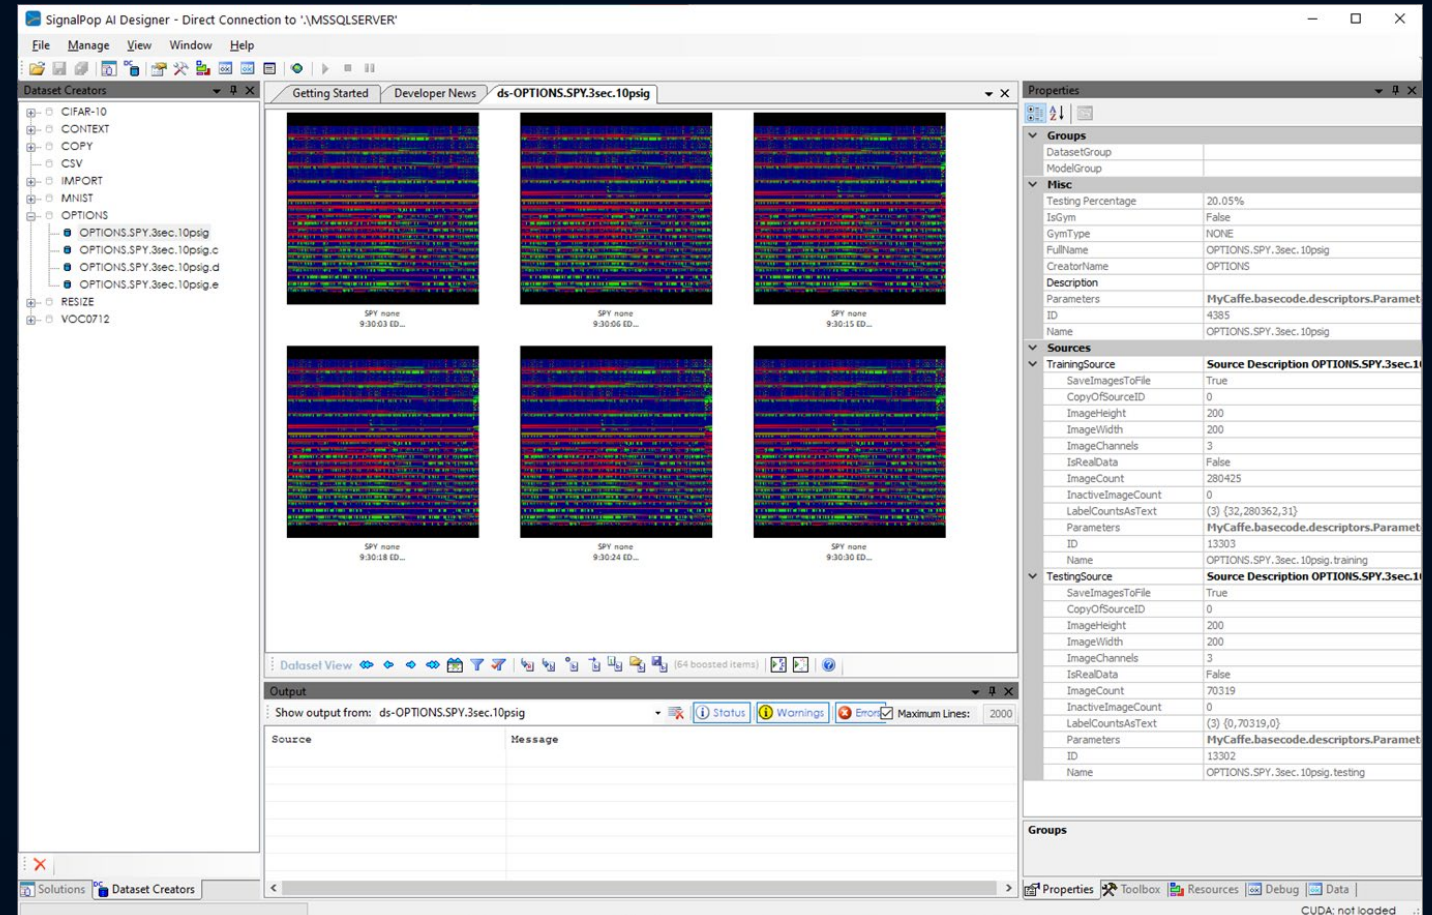 SignalPop AI Designer - Direct Connection to '.\MSSQLSERVER'
File Manage View Window Help
Dataset Creators
CIFAR-10
CONTEXT
COPY
CSV
IMPORT
MNIST
OPTIONS
OPTIONS.SPY.3sec.10psig
OPTIONS.SPY.3sec.10psig.c
OPTIONS.SPY.3sec.10psig.d
OPTIONS.SPY.3sec.10psig.e
RESIZE
VOC0712
Solutions Dataset Creators
Getting Started Developer News ds-OPTIONS.SPY.3sec.10psig
SPY none SPY none SPY none
9:30:03 ED... 9:30:06 ED... 9:30:15 ED...
SPY none SPY none SPY none
9:30:18 ED... 9:30:24 ED... 9:30:30 ED...
Dataset View (64 boosted items)
Output
Show output from: ds-OPTIONS.SPY.3sec.10psig Status Warnings Errors Maximum Lines: 2000
Source Message
Properties
Groups
DatasetGroup
ModelGroup
Misc
Testing Percentage 20.05%
IsGym False
GymType NONE
FullName OPTIONS.SPY.3sec.10psig
CreatorName OPTIONS
Description
Parameters MyCaffe.basecode.descriptors.Paramet
ID 4385
Name OPTIONS.SPY.3sec.10psig
Sources
TrainingSource Source Description OPTIONS.SPY.3sec.1
SaveImagesToFile True
CopyOfSourceID 0
ImageHeight 200
ImageWidth 200
ImageChannels 3
IsRealData False
ImageCount 280425
InactiveImageCount 0
LabelCountsAsText (3) {32,280362,31}
Parameters MyCaffe.basecode.descriptors.Paramet
ID 13303
Name OPTIONS.SPY.3sec.10psig.training
TestingSource Source Description OPTIONS.SPY.3sec.1
SaveImagesToFile True
CopyOfSourceID 0
ImageHeight 200
ImageWidth 200
ImageChannels 3
IsRealData False
ImageCount 70319
InactiveImageCount 0
LabelCountsAsText (3) {0,70319,0}
Parameters MyCaffe.basecode.descriptors.Paramet
ID 13302
Name OPTIONS.SPY.3sec.10psig.testing
Groups
Properties Toolbox Resources Debug Data
CUDA: not loaded